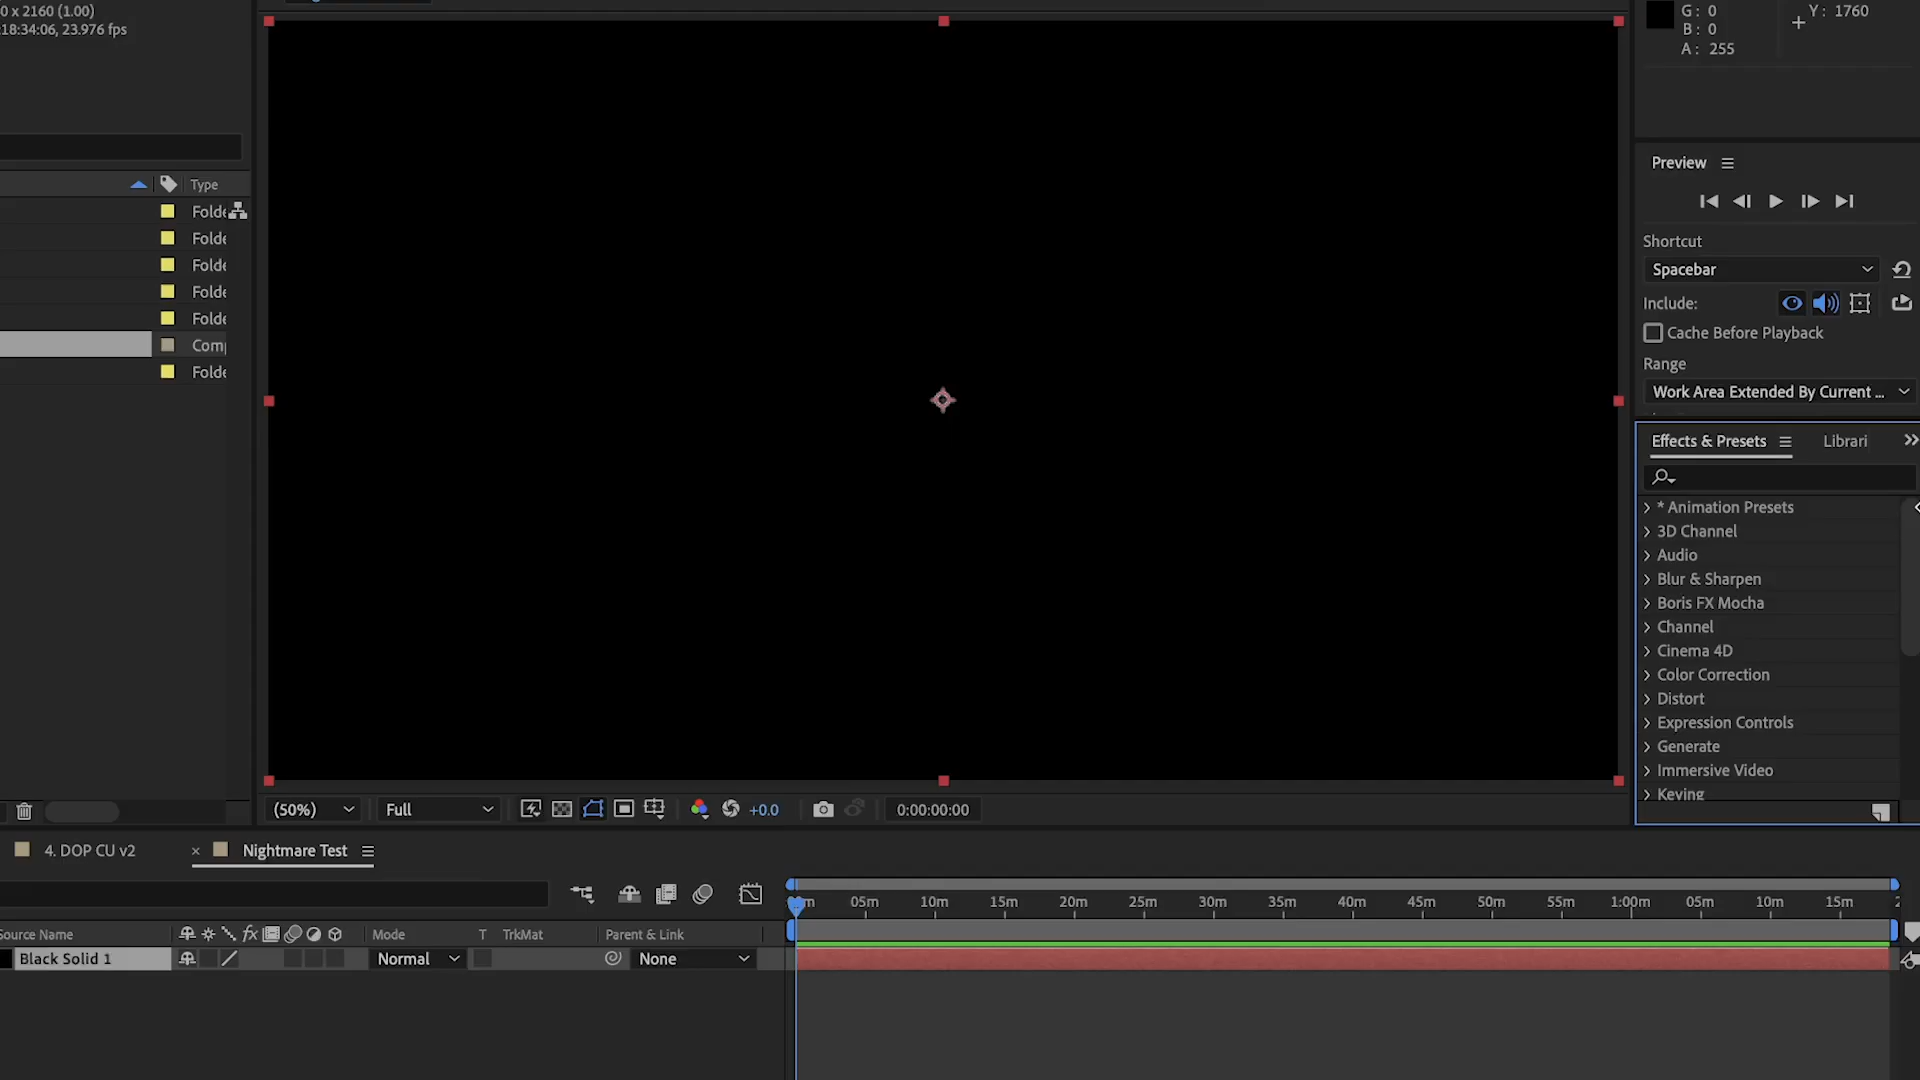 0 x 2160 (1.00)
18:34:06, 23.976 fps
G: 0
B: 0
A: 255
Y: 1760
Type
Folde
Folde
Folde
Folde
Folde
Comp
Folde
Preview
Shortcut
Spacebar
Include:
Cache Before Playback
Range
Work Area Extended By Current ...
Effects & Presets
Librari
* Animation Presets
3D Channel
Audio
Blur & Sharpen
Boris FX Mocha
Channel
Cinema 4D
Color Correction
Distort
Expression Controls
Generate
Immersive Video
Keying
(50%)
Full
+0.0
0:00:00:00
4. DOP CU v2
× Nightmare Test
m 05m 10m 15m 20m 25m 30m 35m 40m 45m 50m 55m 1:00m 05m 10m 15m
Source Name
fx
Mode
T
TrkMat
Parent & Link
Black Solid 1
Normal
None